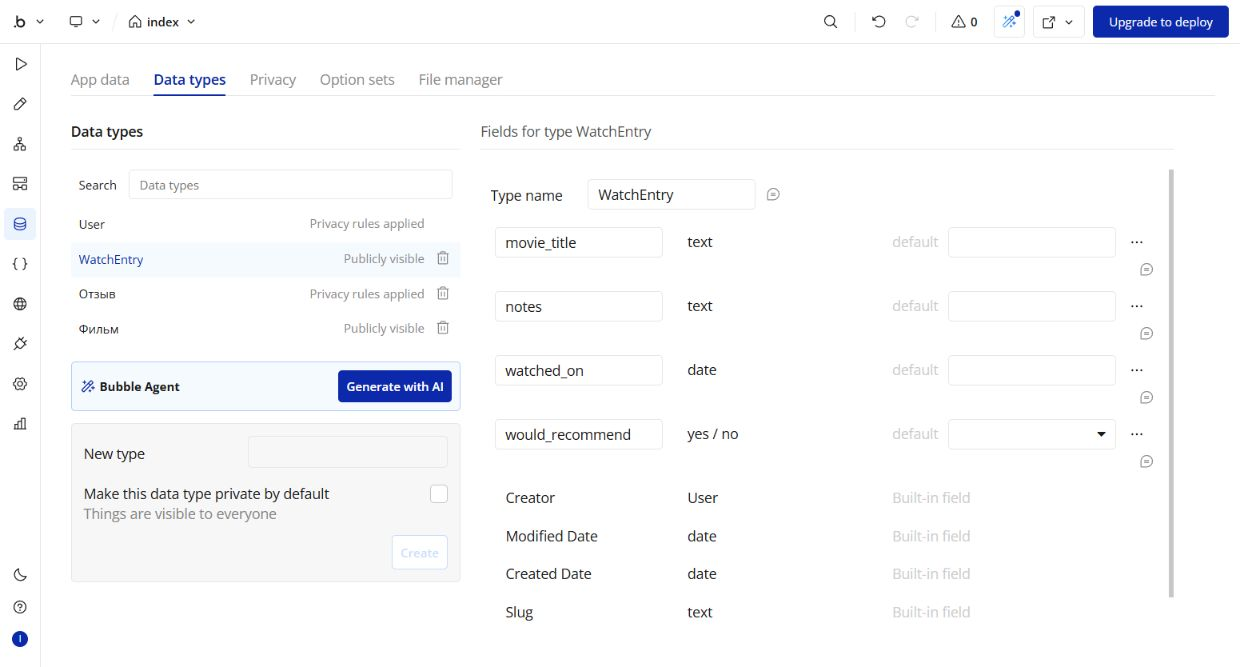 index
0
Upgrade to deploy
App data Data types Privacy Option sets File manager
Data types
Search Data types
User Privacy rules applied
WatchEntry Publicly visible
Отзыв Privacy rules applied
Фильм Publicly visible
Bubble Agent Generate with AI
New type
Make this data type private by default
Things are visible to everyone
Create
Fields for type WatchEntry
Type name WatchEntry
movie_title text default
notes text default
watched_on date default
would_recommend yes / no default
Creator User Built-in field
Modified Date date Built-in field
Created Date date Built-in field
Slug text Built-in field
I